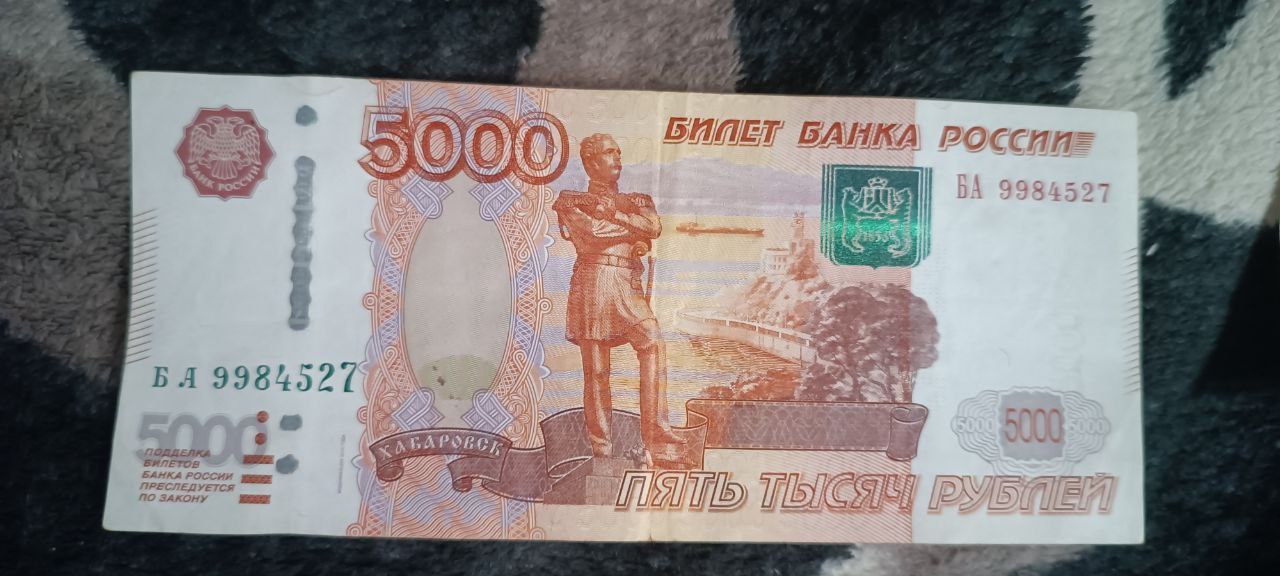 БАНК РОССИИ
5000
БИЛЕТ БАНКА РОССИИ
БА 9984527
БА 9984527
5000
ПОДДЕЛКА
БИЛЕТОВ
БАНКА РОССИИ
ПРЕСЛЕДУЕТСЯ
ПО ЗАКОНУ
ХАБАРОВСК
5000 5000 5000
ПЯТЬ ТЫСЯЧ РУБЛЕЙ